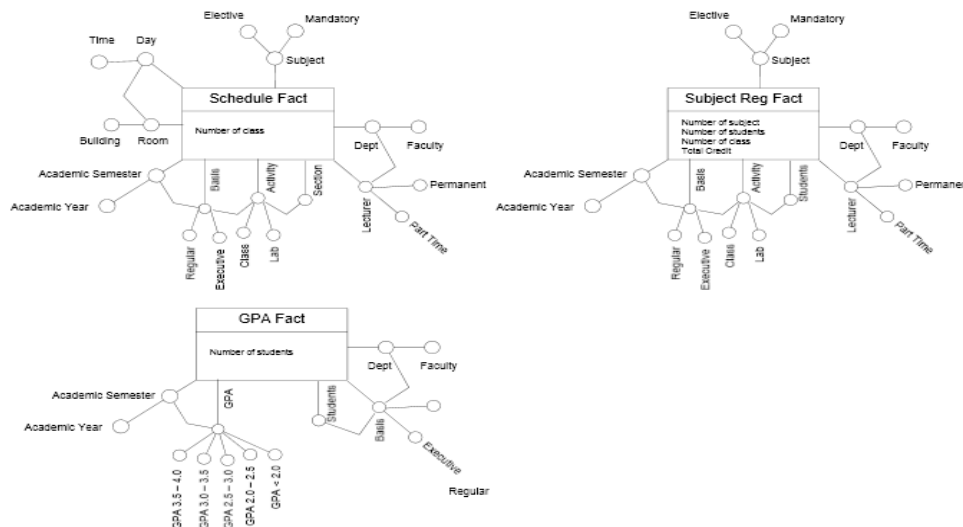 Elective
Mandatory
Time
Day
Subject
Schedule Fact
Number of class
Building
Room
Dept
Faculty
Academic Semester
Academic Year
Basis
Activity
Section
Lecturer
Permanent
Part Time
Regular
Executive
Class
Lab
Elective
Mandatory
Subject
Subject Reg Fact
Number of subject
Number of students
Number of class
Total Credit
Dept
Faculty
Academic Semester
Academic Year
Basis
Activity
Students
Lecturer
Permanent
Part Time
Regular
Executive
Class
Lab
GPA Fact
Number of students
Dept
Faculty
Academic Semester
Academic Year
GPA
Students
Basis
Executive
Regular
GPA 3.5 – 4.0
GPA 3.0 – 3.5
GPA 2.5 – 3.0
GPA 2.0 – 2.5
GPA < 2.0